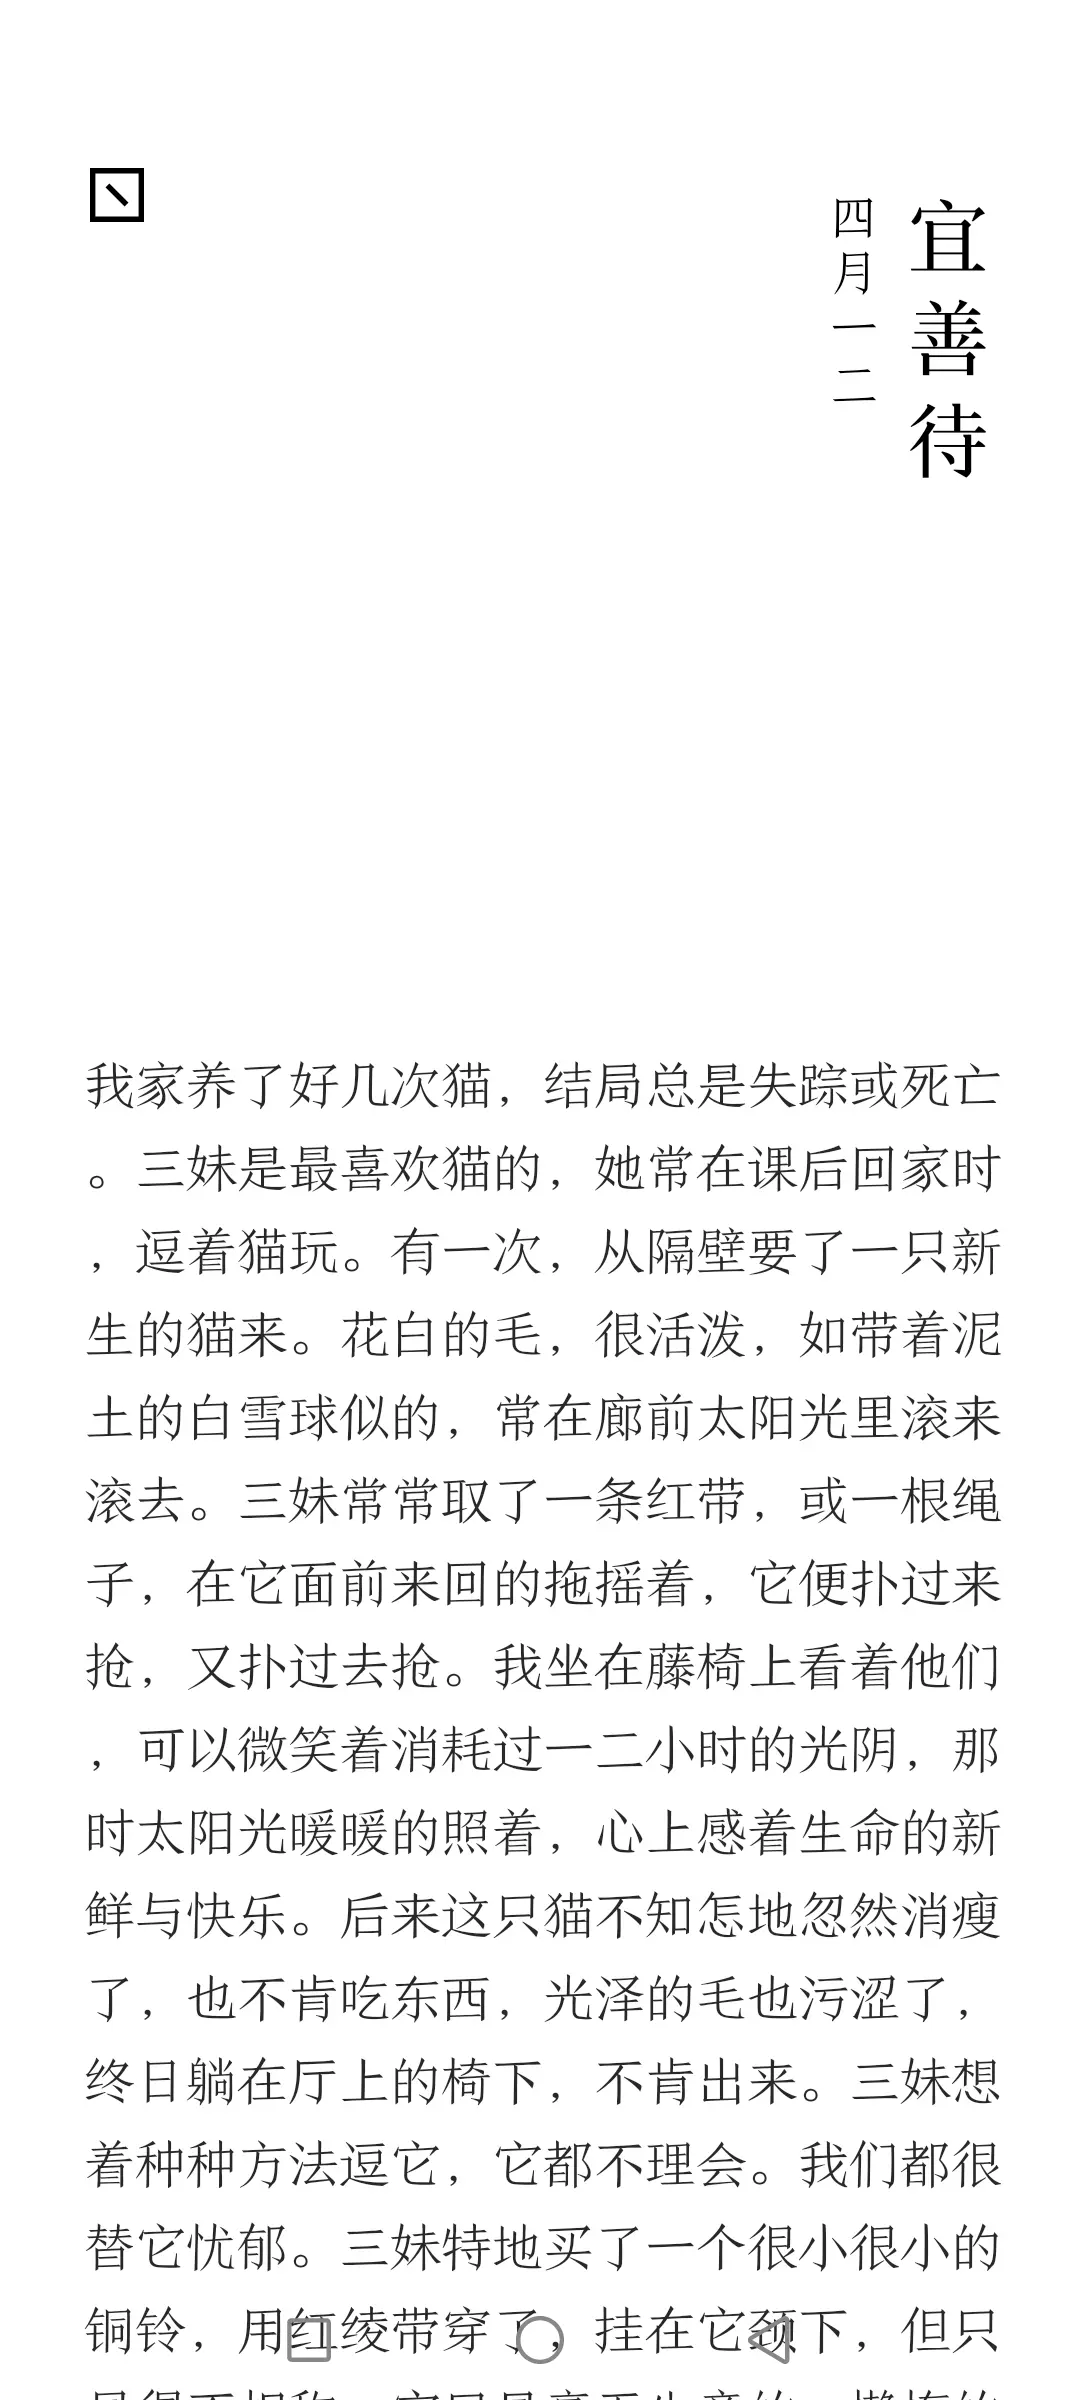 宜善待
四月一二
我家养了好几次猫，结局总是失踪或死亡
。三妹是最喜欢猫的，她常在课后回家时
，逗着猫玩。有一次，从隔壁要了一只新
生的猫来。花白的毛，很活泼，如带着泥
土的白雪球似的，常在廊前太阳光里滚来
滚去。三妹常常取了一条红带，或一根绳
子，在它面前来回的拖摇着，它便扑过来
抢，又扑过去抢。我坐在藤椅上看着他们
，可以微笑着消耗过一二小时的光阴，那
时太阳光暖暖的照着，心上感着生命的新
鲜与快乐。后来这只猫不知怎地忽然消瘦
了，也不肯吃东西，光泽的毛也污涩了，
终日躺在厅上的椅下，不肯出来。三妹想
着种种方法逗它，它都不理会。我们都很
替它忧郁。三妹特地买了一个很小很小的
铜铃，用红绫带穿了，挂在它颈下，但只